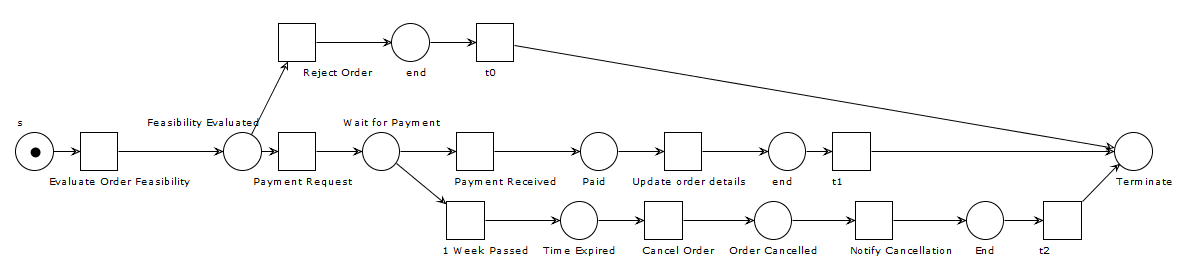 Reject Order
end
t0
s
Feasibility Evaluated
Wait for Payment
Evaluate Order Feasibility
Payment Request
Payment Received
Paid
Update order details
end
t1
Terminate
1 Week Passed
Time Expired
Cancel Order
Order Cancelled
Notify Cancellation
End
t2